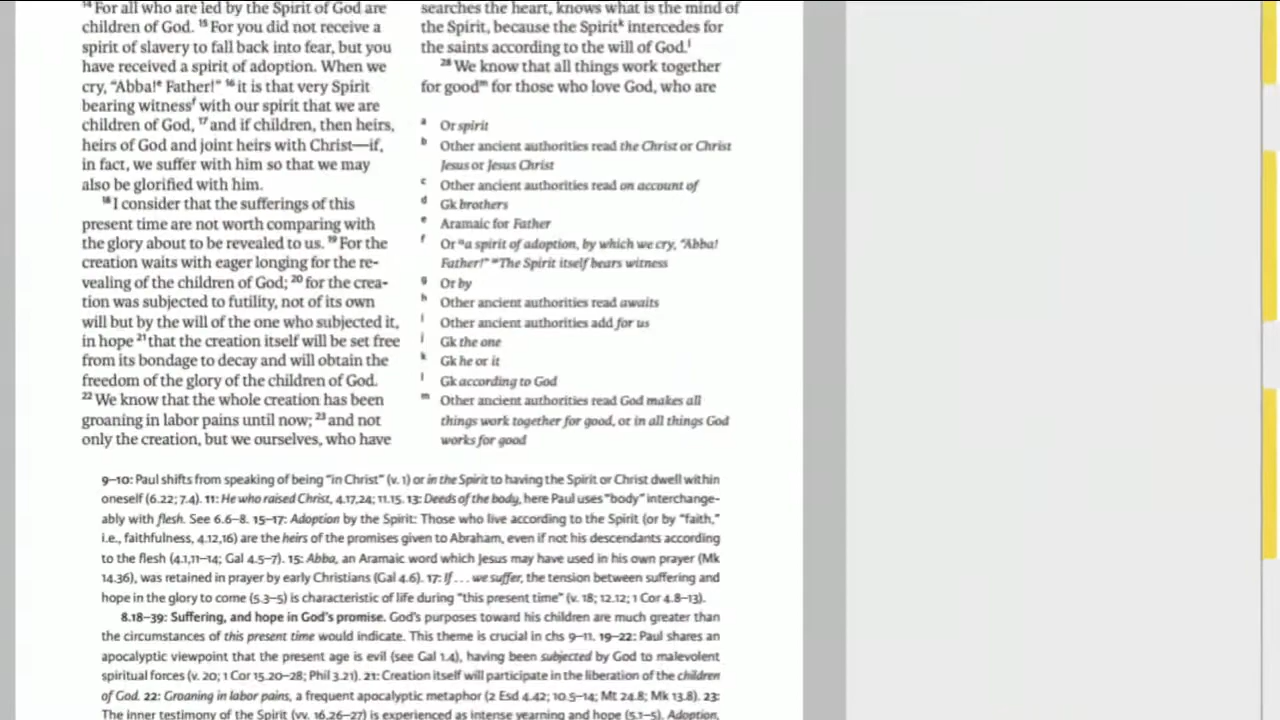 14 For all who are led by the Spirit of God are
children of God. 15 For you did not receive a
spirit of slavery to fall back into fear, but you
have received a spirit of adoption. When we
cry, “Abba!e Father!” 16 it is that very Spirit
bearing witnessf with our spirit that we are
children of God, 17 and if children, then heirs,
heirs of God and joint heirs with Christ—if,
in fact, we suffer with him so that we may
also be glorified with him.
18 I consider that the sufferings of this
present time are not worth comparing with
the glory about to be revealed to us. 19 For the
creation waits with eager longing for the re-
vealing of the children of God; 20 for the crea-
tion was subjected to futility, not of its own
will but by the will of the one who subjected it,
in hope 21 that the creation itself will be set free
from its bondage to decay and will obtain the
freedom of the glory of the children of God.
22 We know that the whole creation has been
groaning in labor pains until now; 23 and not
only the creation, but we ourselves, who have
searches the heart, knows what is the mind of
the Spirit, because the Spiritk intercedes for
the saints according to the will of God.l
28 We know that all things work together
for goodm for those who love God, who are
a Or spirit
b Other ancient authorities read the Christ or Christ
Jesus or Jesus Christ
c Other ancient authorities read on account of
d Gk brothers
e Aramaic for Father
f Or “a spirit of adoption, by which we cry, “Abba!
Father!” 16 The Spirit itself bears witness
g Or by
h Other ancient authorities read awaits
i Other ancient authorities add for us
j Gk the one
k Gk he or it
l Gk according to God
m Other ancient authorities read God makes all
things work together for good, or in all things God
works for good
9–10: Paul shifts from speaking of being “in Christ” (v. 1) or in the Spirit to having the Spirit or Christ dwell within
oneself (6.22; 7.4). 11: He who raised Christ, 4.17,24; 11.15. 13: Deeds of the body, here Paul uses “body” interchange-
ably with flesh. See 6.6–8. 15–17: Adoption by the Spirit: Those who live according to the Spirit (or by “faith,”
i.e., faithfulness, 4.12,16) are the heirs of the promises given to Abraham, even if not his descendants according
to the flesh (4.1,11–14; Gal 4.5–7). 15: Abba, an Aramaic word which Jesus may have used in his own prayer (Mk
14.36), was retained in prayer by early Christians (Gal 4.6). 17: If . . . we suffer, the tension between suffering and
hope in the glory to come (5.3–5) is characteristic of life during “this present time” (v. 18; 12.12; 1 Cor 4.8–13).
8.18–39: Suffering, and hope in God’s promise. God’s purposes toward his children are much greater than
the circumstances of this present time would indicate. This theme is crucial in chs 9–11. 19–22: Paul shares an
apocalyptic viewpoint that the present age is evil (see Gal 1.4), having been subjected by God to malevolent
spiritual forces (v. 20; 1 Cor 15.20–28; Phil 3.21). 21: Creation itself will participate in the liberation of the children
of God. 22: Groaning in labor pains, a frequent apocalyptic metaphor (2 Esd 4.42; 10.5–14; Mt 24.8; Mk 13.8). 23:
The inner testimony of the Spirit (vv. 16,26–27) is experienced as intense yearning and hope (5.1–5). Adoption,